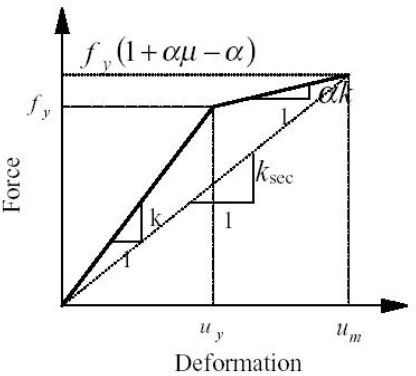 f_y(1+αμ−α)
f_y
αk
1
k_sec
k
1
1
Force
u_y
u_m
Deformation